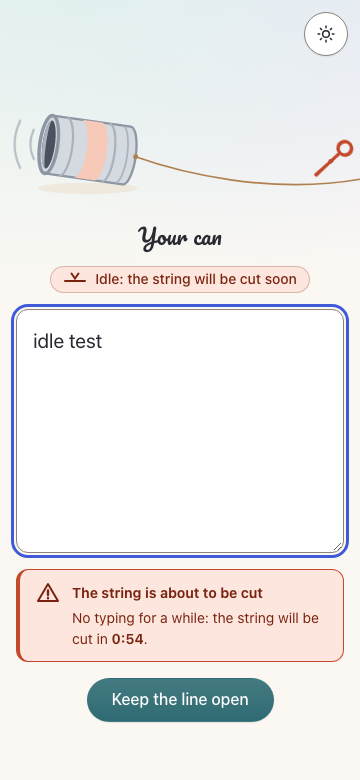 Your can
Idle: the string will be cut soon
idle test
The string is about to be cut
No typing for a while: the string will be
cut in 0:54.
Keep the line open